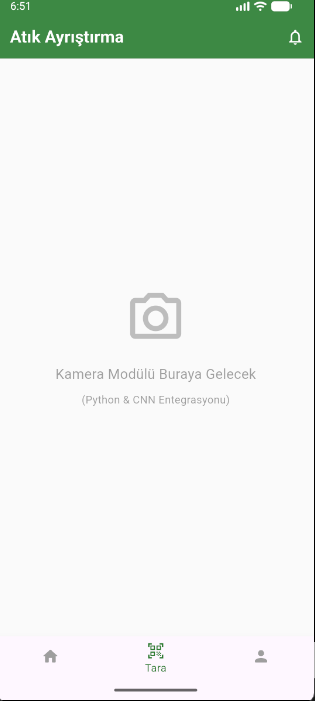 6:51
Atık Ayrıştırma
Kamera Modülü Buraya Gelecek
(Python & CNN Entegrasyonu)
Tara